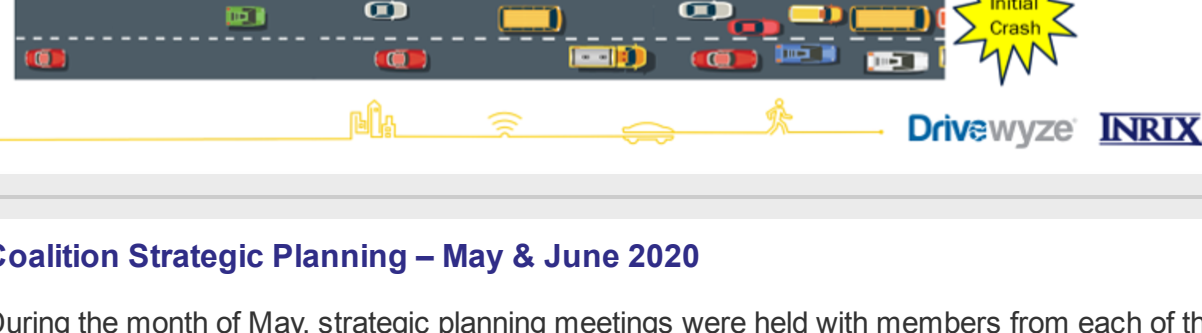 Initial
Crash
Drivewyze INRIX
Coalition Strategic Planning – May & June 2020
During the month of May, strategic planning meetings were held with members from each of